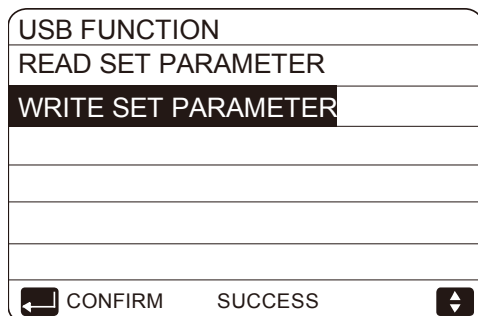 USB FUNCTION
READ SET PARAMETER
WRITE SET PARAMETER
CONFIRM SUCCESS